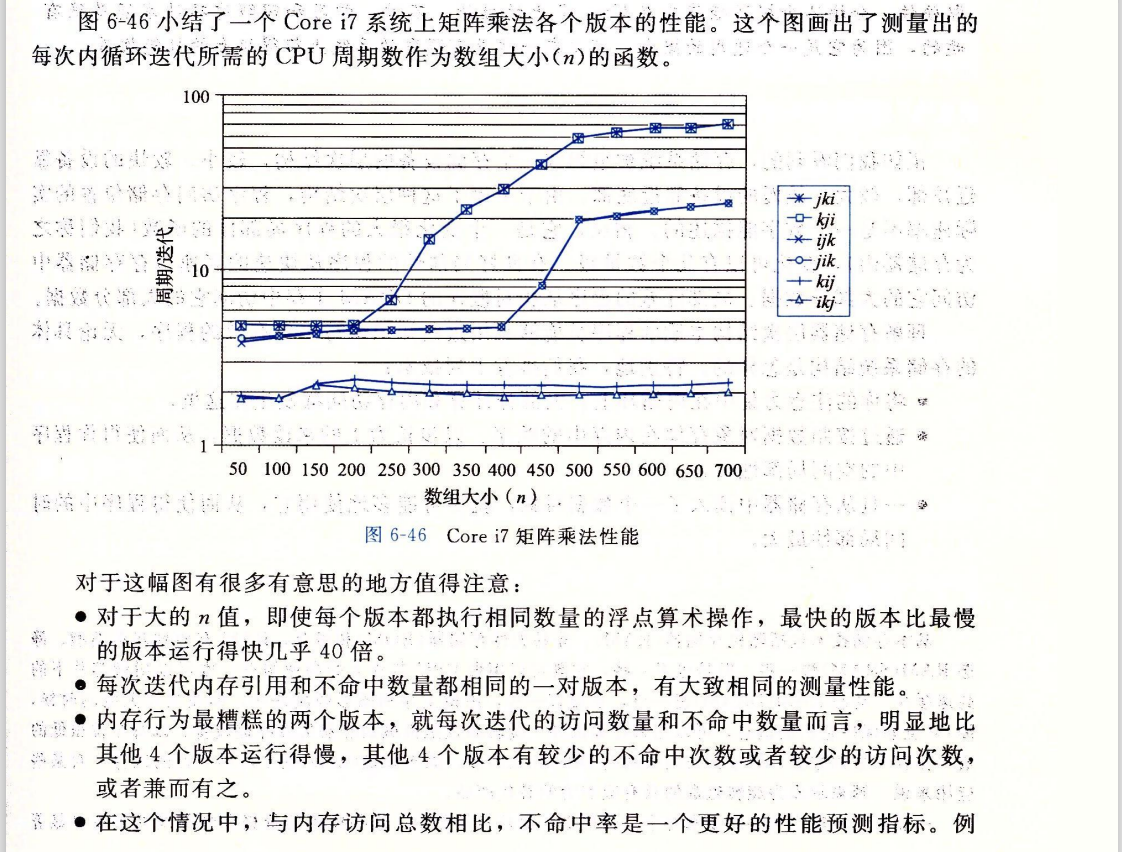 图 6-46 小结了一个 Core i7 系统上矩阵乘法各个版本的性能。这个图画出了测量出的
每次内循环迭代所需的 CPU 周期数作为数组大小(n)的函数。
100
10
1
周期/迭代
jki
kji
ijk
jik
kij
ikj
50 100 150 200 250 300 350 400 450 500 550 600 650 700
数组大小(n)
图 6-46 Core i7 矩阵乘法性能
对于这幅图有很多有意思的地方值得注意：
● 对于大的 n 值，即使每个版本都执行相同数量的浮点算术操作，最快的版本比最慢
的版本运行得快几乎 40 倍。
● 每次迭代内存引用和不命中数量都相同的一对版本，有大致相同的测量性能。
● 内存行为最糟糕的两个版本，就每次迭代的访问数量和不命中数量而言，明显地比
其他 4 个版本运行得慢，其他 4 个版本有较少的不命中次数或者较少的访问次数，
或者兼而有之。
● 在这个情况中，与内存访问总数相比，不命中率是一个更好的性能预测指标。例